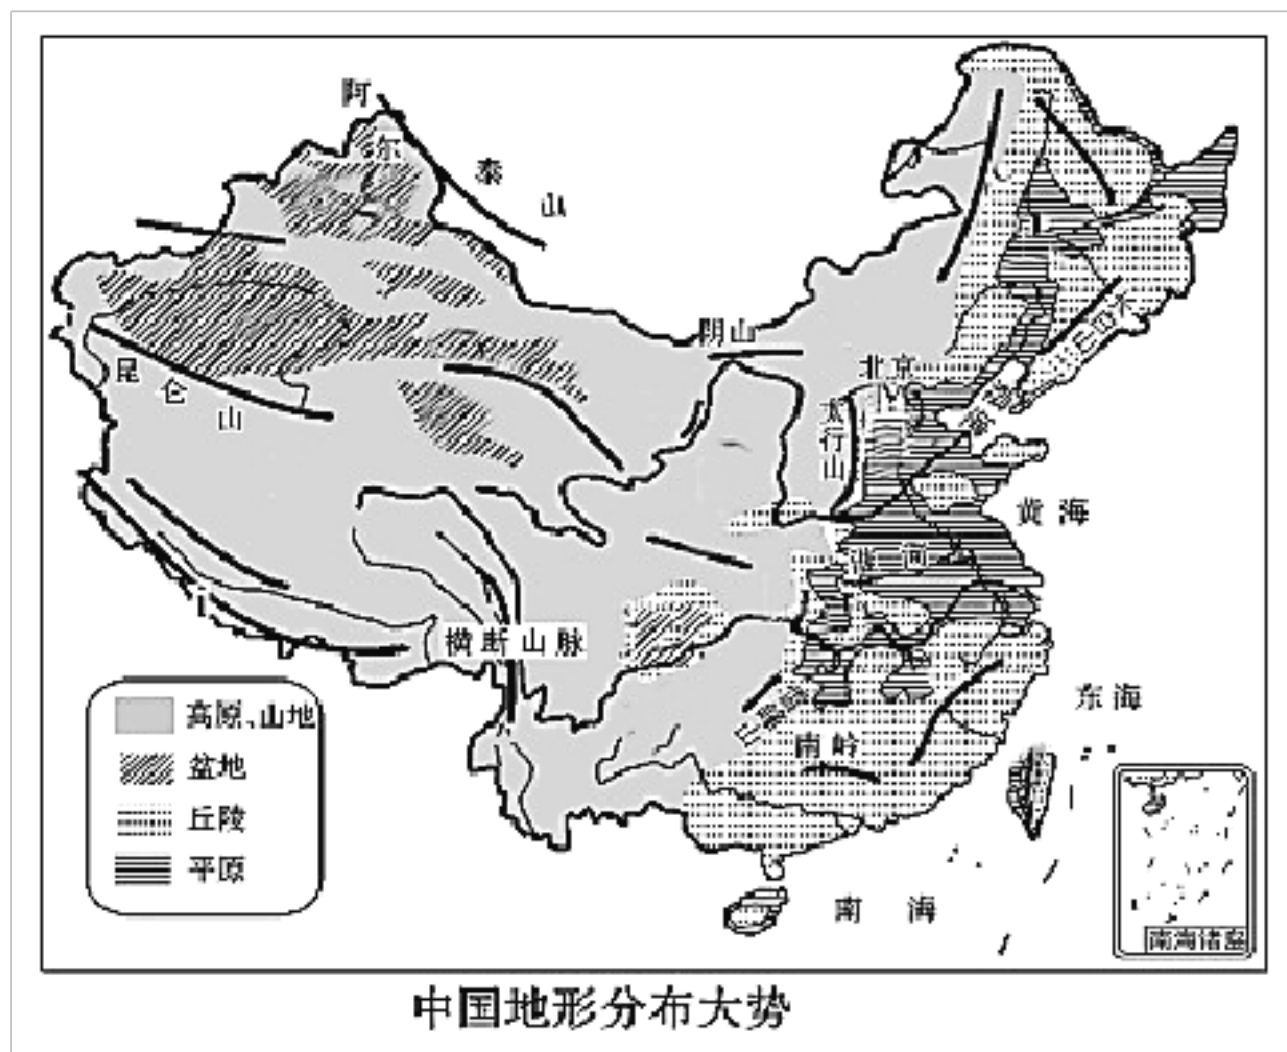 阿
尔
泰
山
阴山
北京
昆
仑
山
太
行
山
黄海
淮河
横断山脉
东海
南岭
高原、山地
盆地
丘陵
平原
南海
南海诸岛
中国地形分布大势